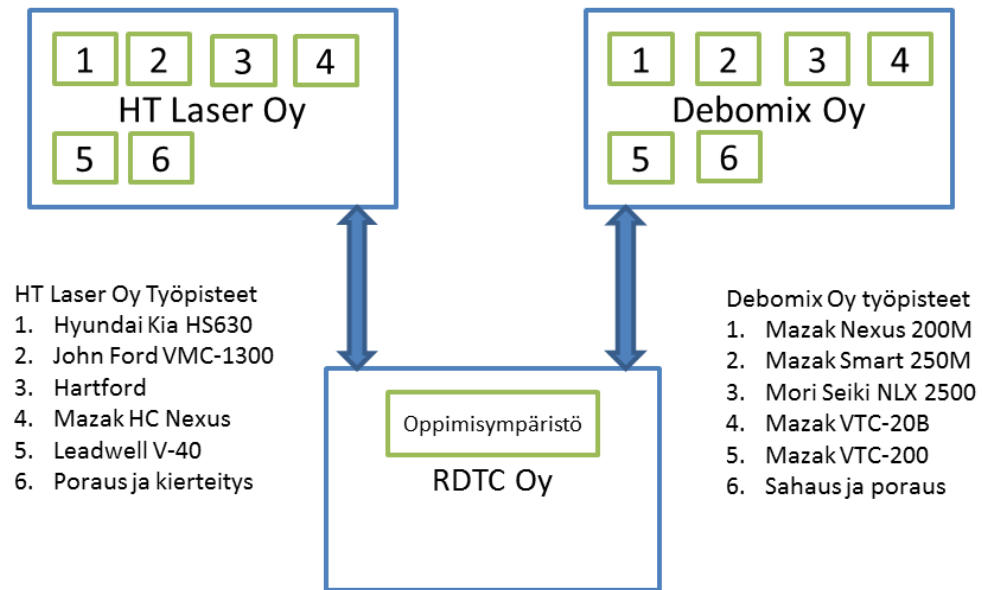 1 2 3 4
HT Laser Oy
5 6
1 2 3 4
Debomix Oy
5 6
HT Laser Oy Työpisteet
1. Hyundai Kia HS630
2. John Ford VMC-1300
3. Hartford
4. Mazak HC Nexus
5. Leadwell V-40
6. Poraus ja kierteitys
Oppimisympäristö
RDTC Oy
Debomix Oy työpisteet
1. Mazak Nexus 200M
2. Mazak Smart 250M
3. Mori Seiki NLX 2500
4. Mazak VTC-20B
5. Mazak VTC-200
6. Sahaus ja poraus